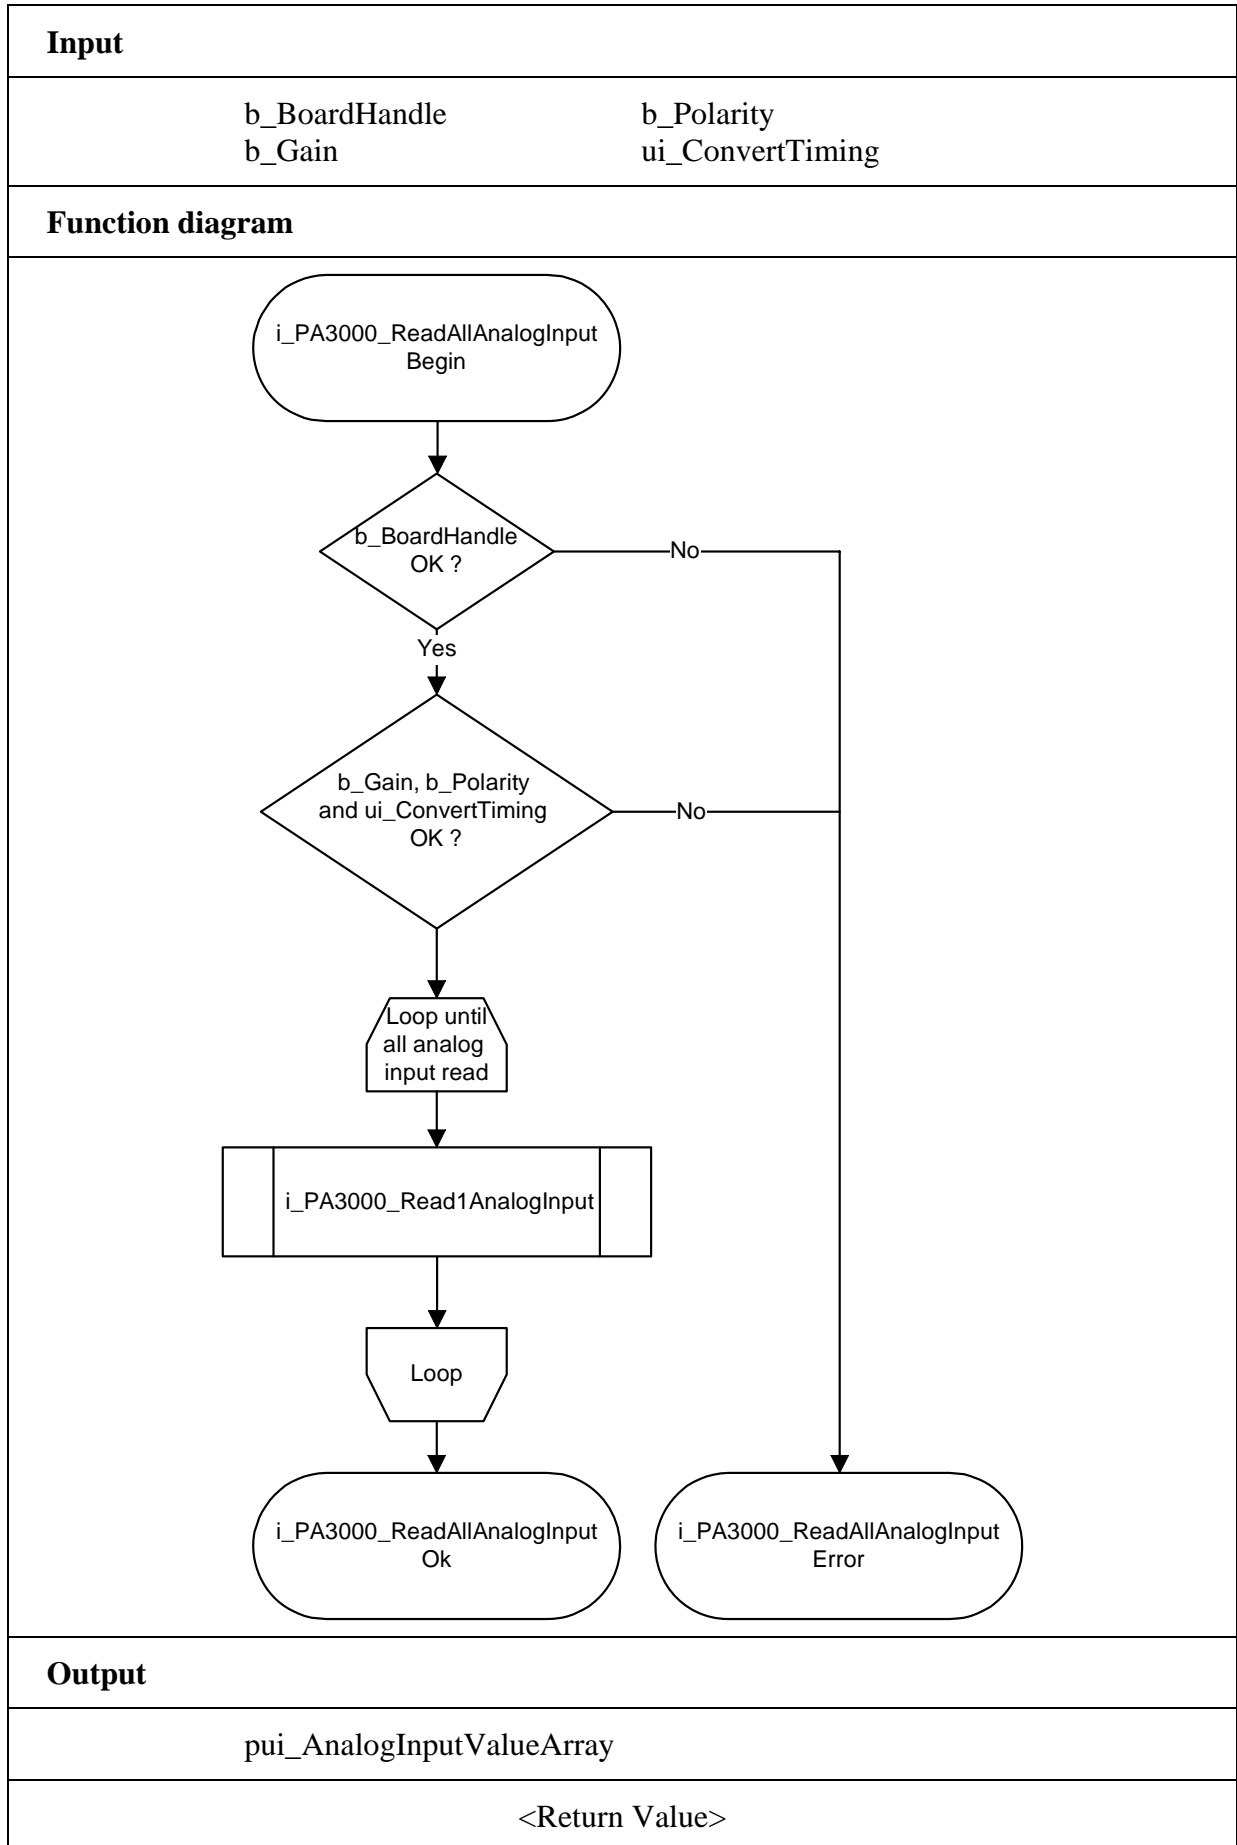 Input
b_BoardHandle b_Polarity
b_Gain ui_ConvertTiming
Function diagram
i_PA3000_ReadAllAnalogInput
Begin
b_BoardHandle
OK ?
No
Yes
b_Gain, b_Polarity
and ui_ConvertTiming
OK ?
No
Loop until
all analog
input read
i_PA3000_Read1AnalogInput
Loop
i_PA3000_ReadAllAnalogInput
Ok
i_PA3000_ReadAllAnalogInput
Error
Output
pui_AnalogInputValueArray
<Return Value>